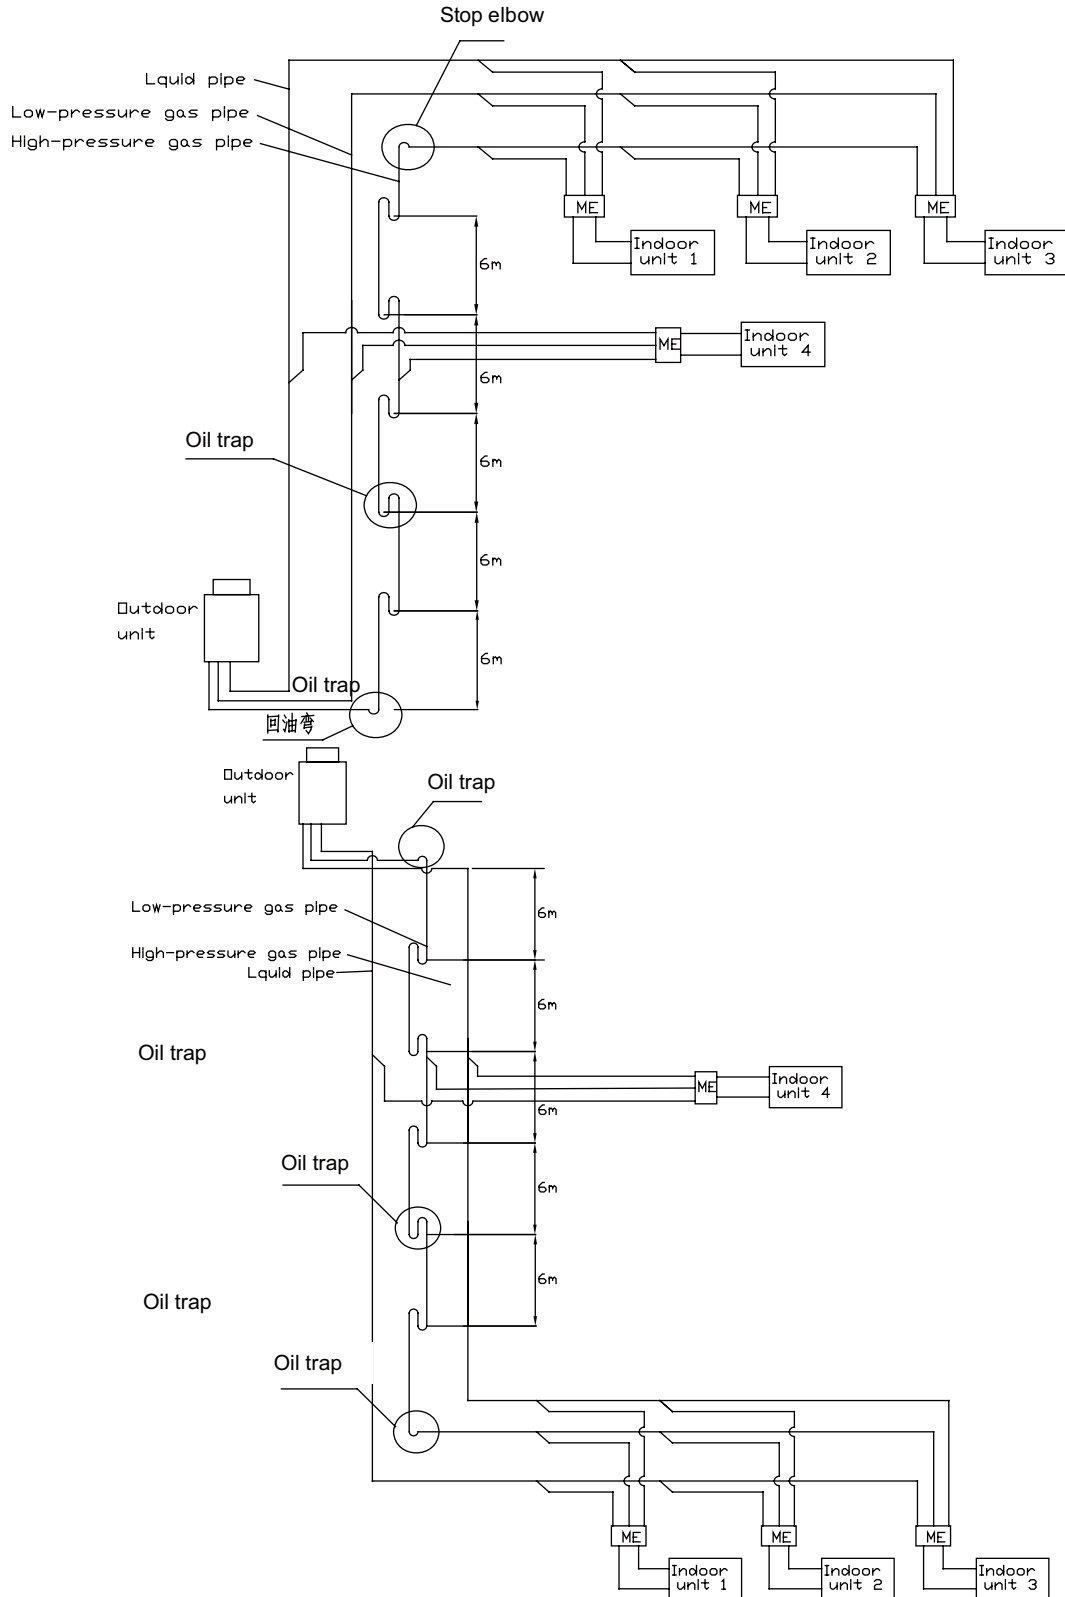 Stop elbow
Lquid pipe
Low-pressure gas pipe
High-pressure gas pipe
ME
ME
ME
Indoor
unit 1
Indoor
unit 2
Indoor
unit 3
6m
ME
Indoor
unit 4
6m
Oil trap
6m
6m
Outdoor
unit
6m
Oil trap
回油弯
Outdoor
unit
Oil trap
Low-pressure gas pipe
6m
High-pressure gas pipe
Lquid pipe
6m
Oil trap
ME
Indoor
unit 4
6m
Oil trap
6m
6m
Oil trap
Oil trap
ME
ME
ME
Indoor
unit 1
Indoor
unit 2
Indoor
unit 3